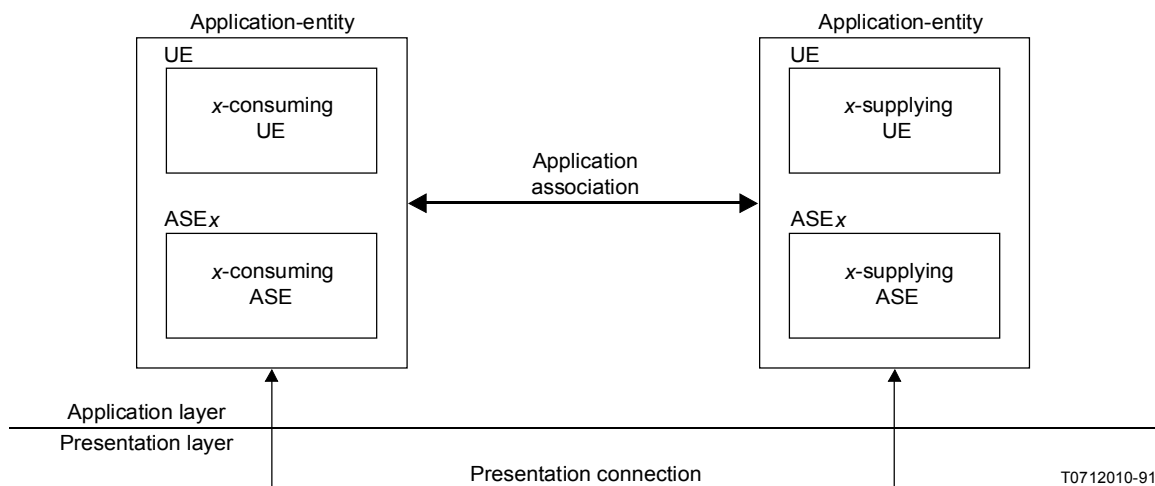 Application-entity
UE
x-consuming
UE
ASEx
x-consuming
ASE
Application
association
Application-entity
UE
x-supplying
UE
ASEx
x-supplying
ASE
Application layer
Presentation layer
Presentation connection
T0712010-91